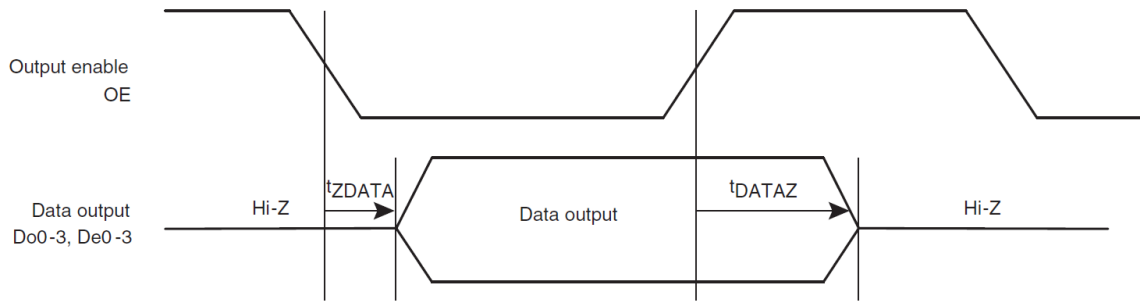 Output enable
OE
tZDATA
tDATAZ
Hi-Z
Data output
Hi-Z
Data output
Do0-3, De0-3